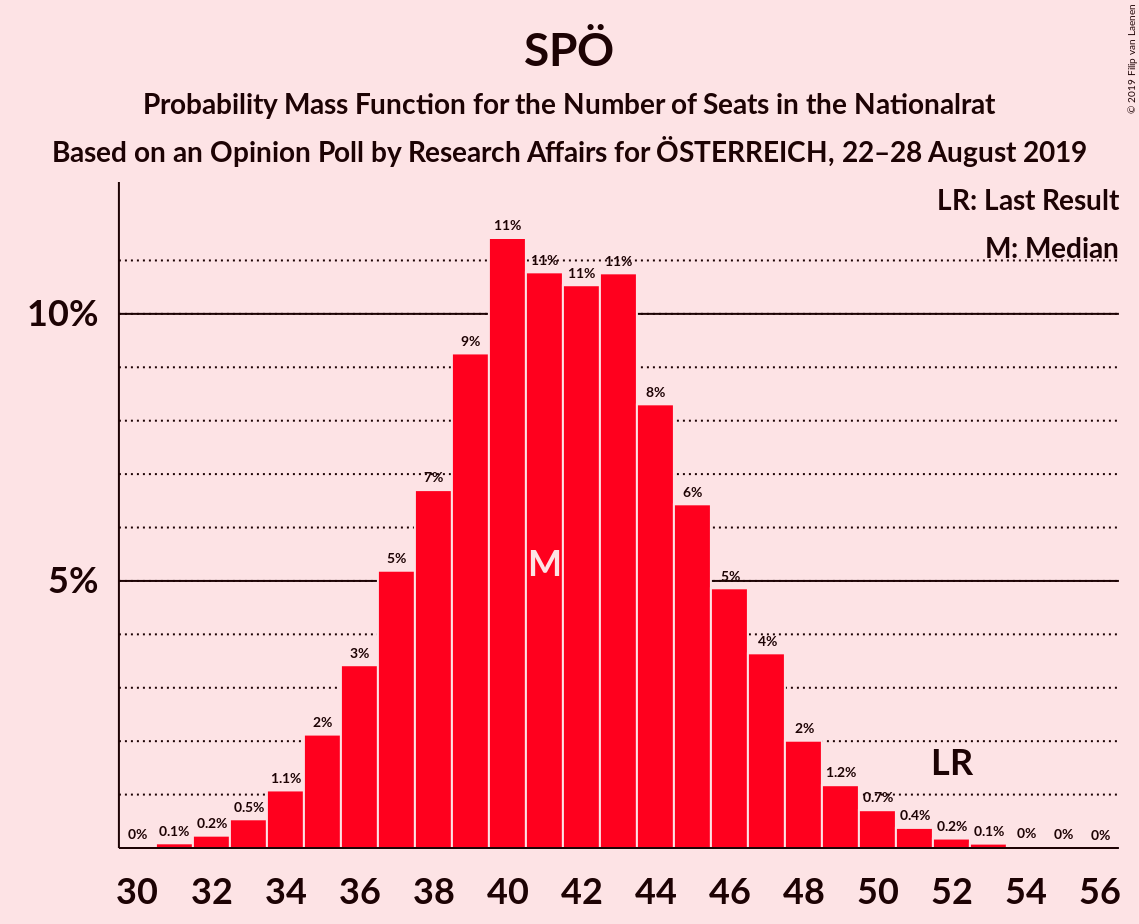 SPÖ
Probability Mass Function for the Number of Seats in the Nationalrat
Based on an Opinion Poll by Research Affairs for ÖSTERREICH, 22–28 August 2019
© 2019 Filip van Laenen
LR: Last Result
M: Median
10%
5%
0% 0.1% 0.2% 0.5% 1.1% 2% 3% 5% 7% 9% 11% 11% 11% 11% 8% 6% 5% 4% 2% 1.2% 0.7% 0.4% 0.2% 0.1% 0% 0% 0%
M
LR
30 32 34 36 38 40 42 44 46 48 50 52 54 56